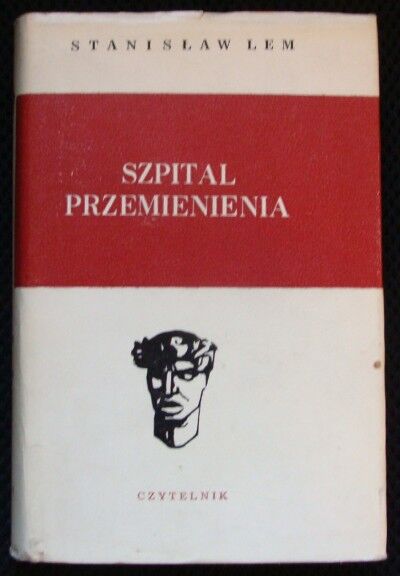 STANISŁAW LEM
SZPITAL
PRZEMIENIENIA
CZYTELNIK